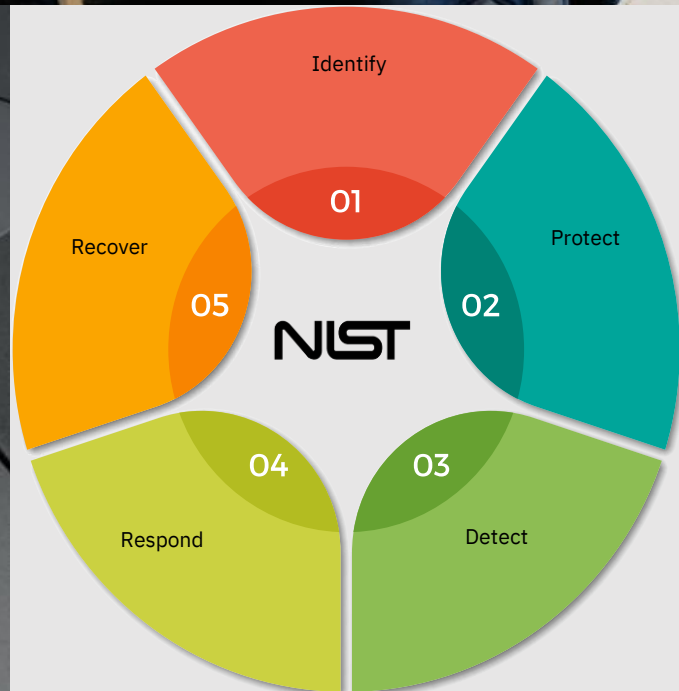 Identify
01
Protect
02
Detect
03
Respond
04
Recover
05
NIST